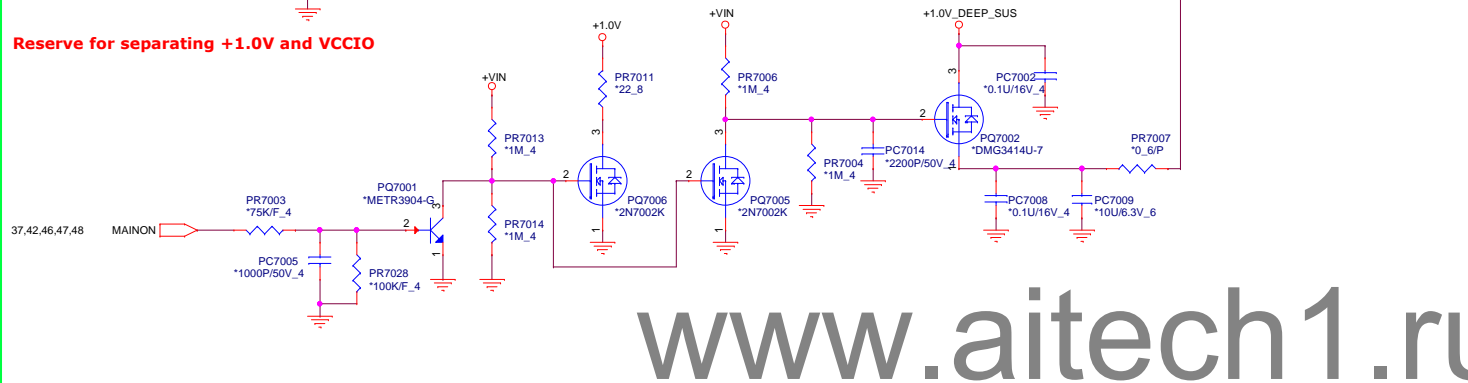 Reserve for separating +1.0V and VCCIO
+VIN
+1.0V
+VIN
+1.0V_DEEP_SUS
PR7011
*22_8
PR7006
*1M_4
3
PC7002
*0.1U/16V_4
PR7013
*1M_4
3
3
2
PQ7002
*DMG3414U-7
PR7007
*0_6/P
PR7004
*1M_4
PC7014
*2200P/50V_4
1
2
PQ7006
*2N7002K
1
2
PQ7005
*2N7002K
1
PC7008
*0.1U/16V_4
PC7009
*10U/6.3V_6
PQ7001
*METR3904-G
3
PR7003
*75K/F_4
37,42,46,47,48
MAINON
2
1
PR7014
*1M_4
PC7005
*1000P/50V_4
PR7028
*100K/F_4
www.aitech1.ru